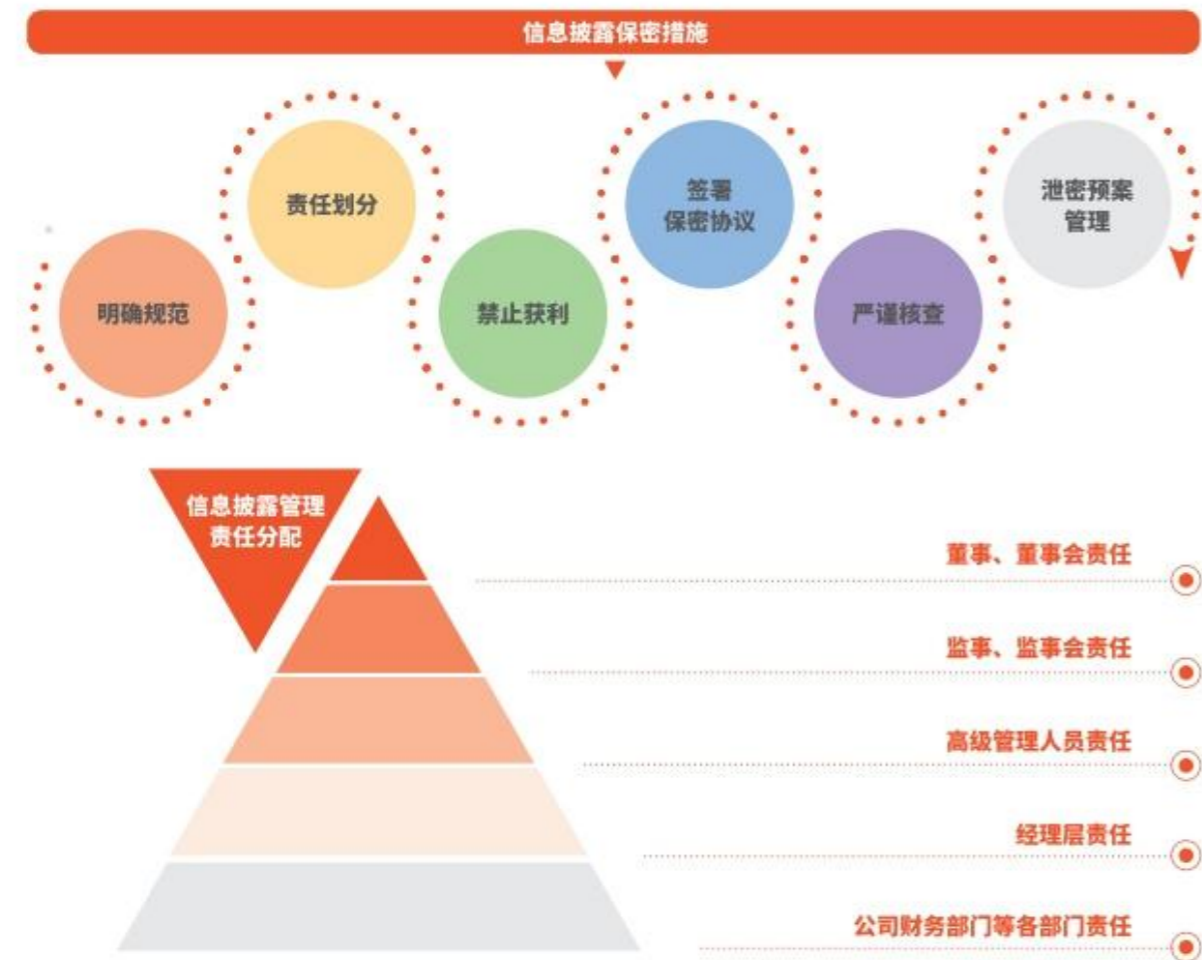 信息披露保密措施
明确规范
责任划分
禁止获利
签署
保密协议
严谨核查
泄密预案
管理
信息披露管理
责任分配
董事、董事会责任
监事、监事会责任
高级管理人员责任
经理层责任
公司财务部门等各部门责任